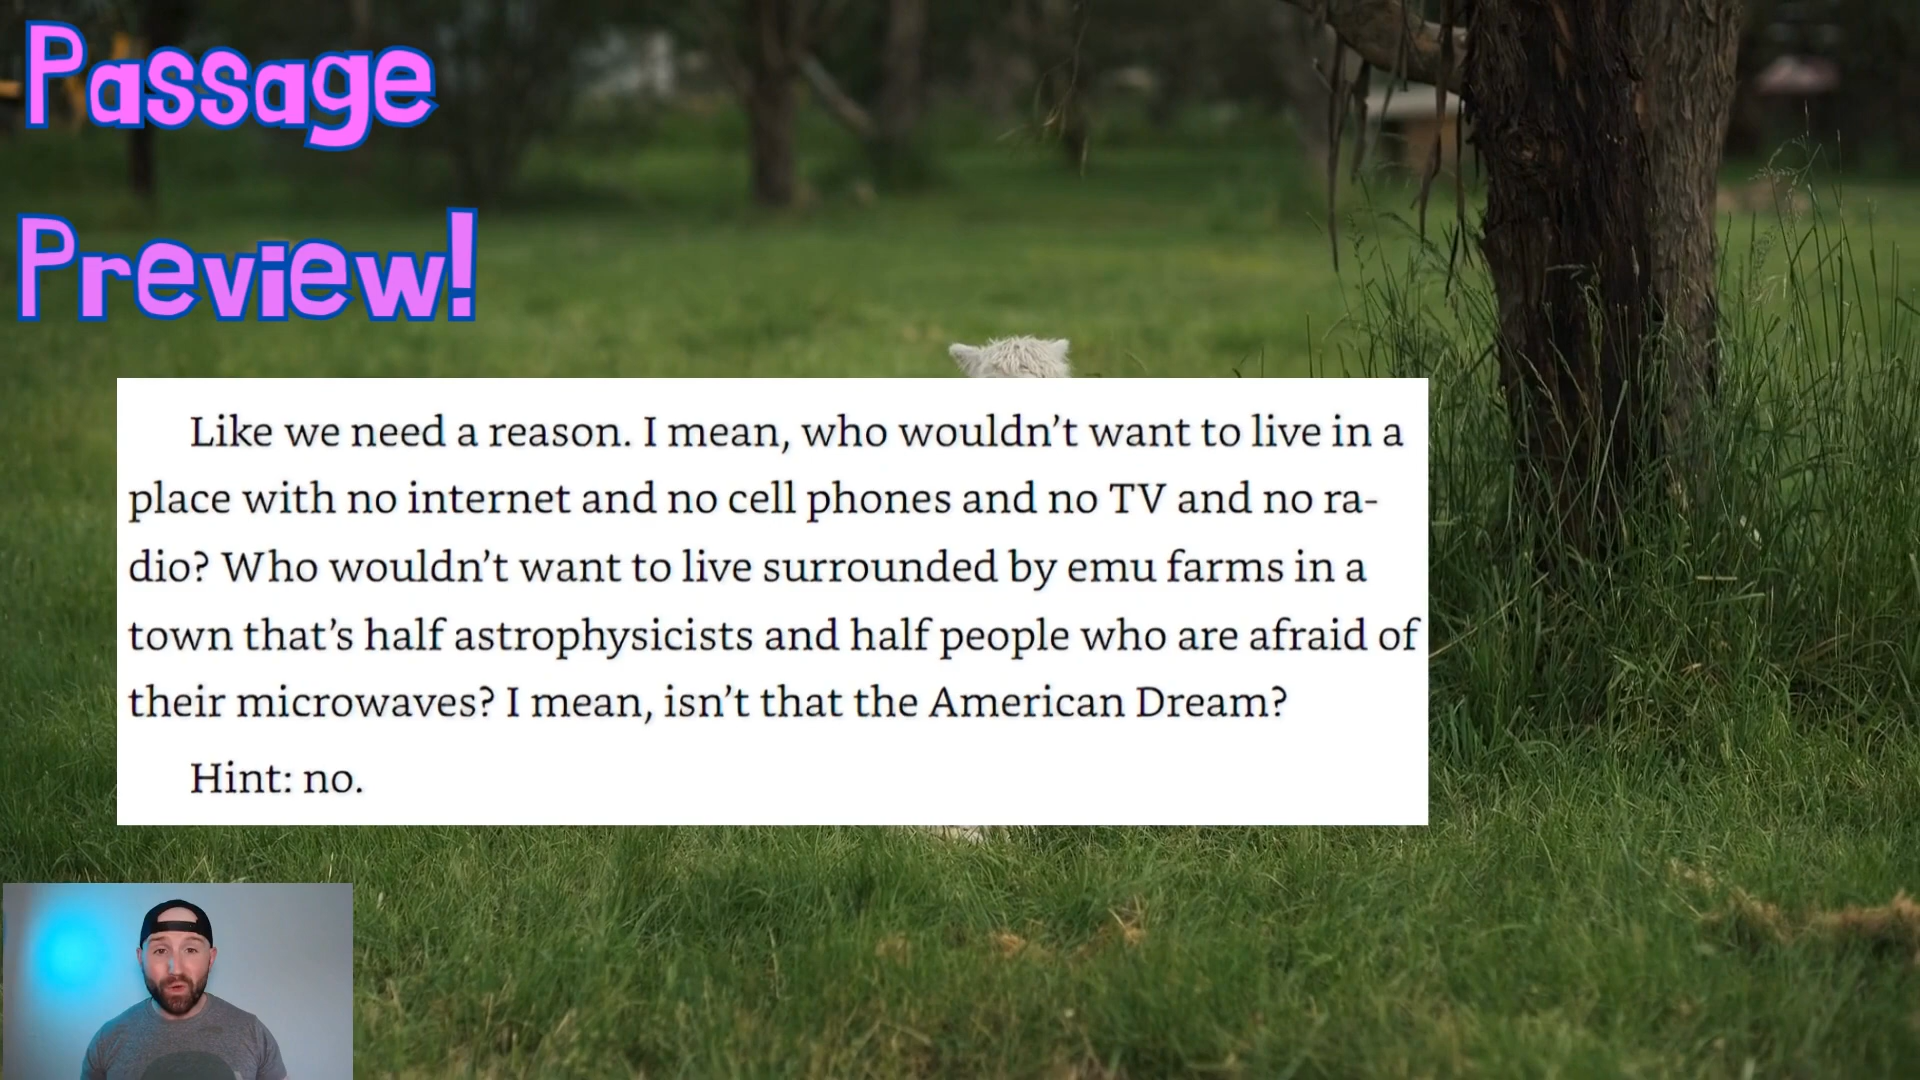 Passage
Preview!
Like we need a reason. I mean, who wouldn’t want to live in a
place with no internet and no cell phones and no TV and no ra-
dio? Who wouldn’t want to live surrounded by emu farms in a
town that’s half astrophysicists and half people who are afraid of
their microwaves? I mean, isn’t that the American Dream?
Hint: no.